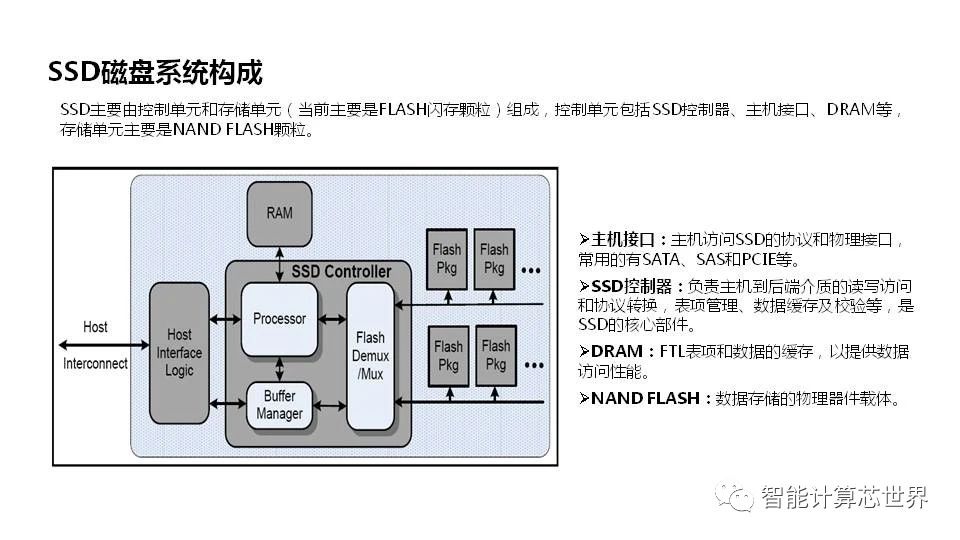 SSD磁盘系统构成
SSD主要由控制单元和存储单元（当前主要是FLASH闪存颗粒）组成，控制单元包括SSD控制器、主机接口、DRAM等，
存储单元主要是NAND FLASH颗粒。
RAM
SSD Controller
Flash
Pkg
Flash
Pkg
Processor
Host
Interconnect
Host
Interface
Logic
Flash
Demux
/Mux
Flash
Pkg
Flash
Pkg
Buffer
Manager
➢主机接口：主机访问SSD的协议和物理接口，
常用的有SATA、SAS和PCIE等。
➢SSD控制器：负责主机到后端介质的读写访问
和协议转换，表项管理、数据缓存及校验等，是
SSD的核心部件。
➢DRAM：FTL表项和数据的缓存，以提供数据
访问性能。
➢NAND FLASH：数据存储的物理器件载体。
智能计算芯世界